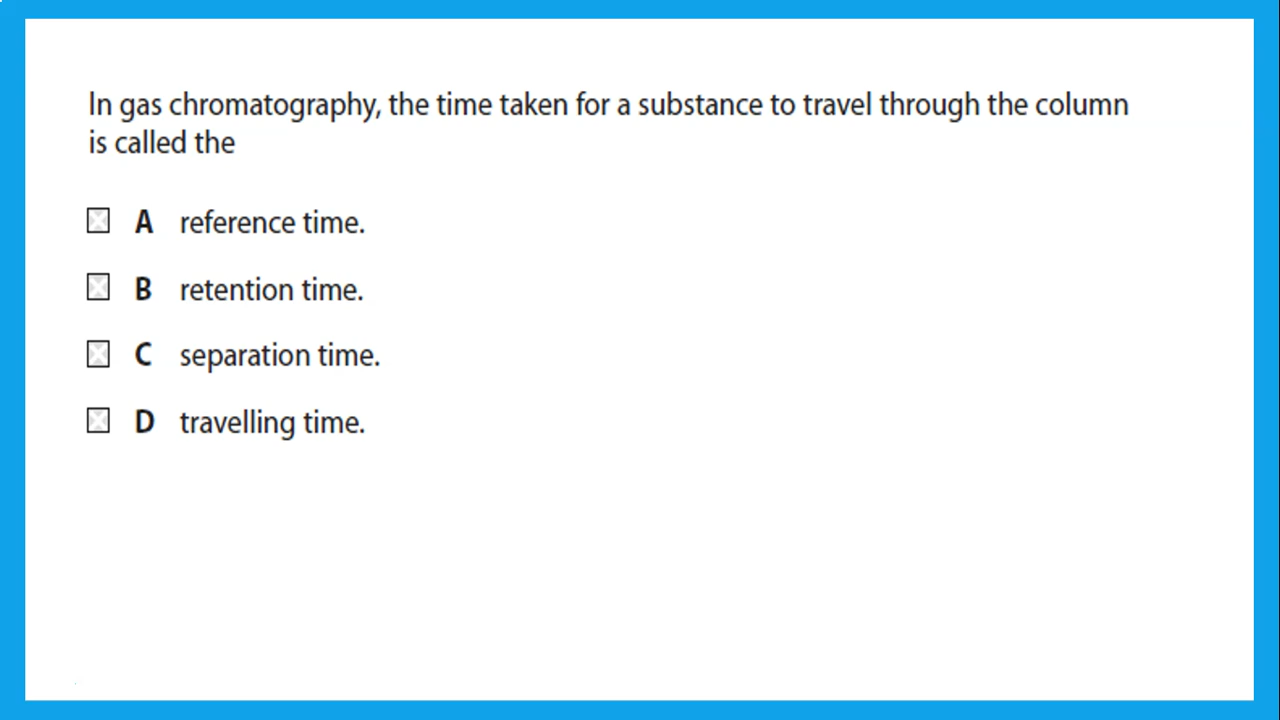 In gas chromatography, the time taken for a substance to travel through the column
is called the
A reference time.
B retention time.
C separation time.
D travelling time.